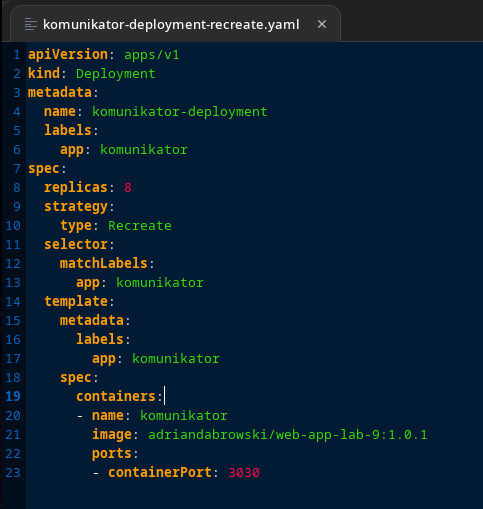 komunikator-deployment-recreate.yaml ×
1 apiVersion: apps/v1
2 kind: Deployment
3 metadata:
4   name: komunikator-deployment
5   labels:
6     app: komunikator
7 spec:
8   replicas: 8
9   strategy:
10     type: Recreate
11   selector:
12     matchLabels:
13       app: komunikator
14   template:
15     metadata:
16       labels:
17         app: komunikator
18     spec:
19       containers:
20       - name: komunikator
21         image: adriandabrowski/web-app-lab-9:1.0.1
22         ports:
23         - containerPort: 3030